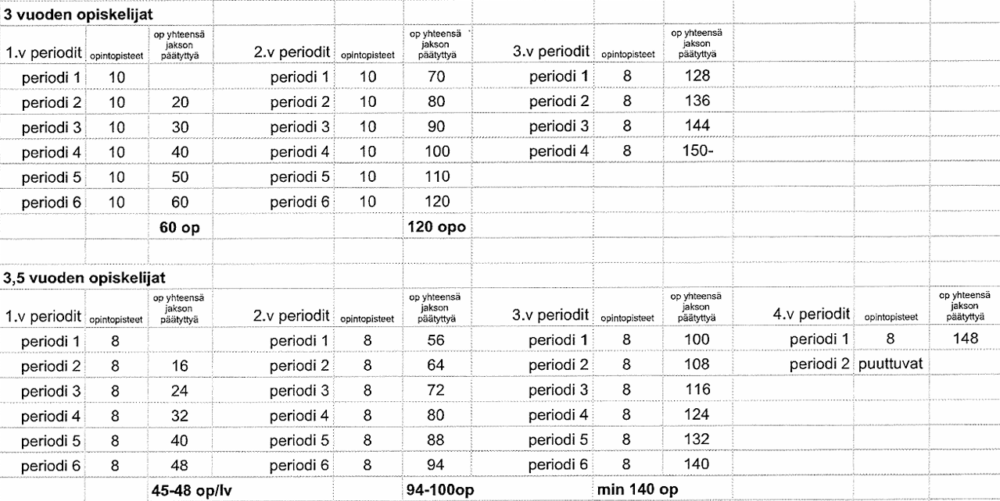 3 vuoden opiskelijat
1.v periodit opintopisteet op yhteensä jakson päätyttyä 2.v periodit opintopisteet op yhteensä jakson päätyttyä 3.v periodit opintopisteet op yhteensä jakson päätyttyä
periodi 1 10 periodi 1 10 70 periodi 1 8 128
periodi 2 10 20 periodi 2 10 80 periodi 2 8 136
periodi 3 10 30 periodi 3 10 90 periodi 3 8 144
periodi 4 10 40 periodi 4 10 100 periodi 4 8 150-
periodi 5 10 50 periodi 5 10 110
periodi 6 10 60 periodi 6 10 120
60 op 120 opo
3,5 vuoden opiskelijat
1.v periodit opintopisteet op yhteensä jakson päätyttyä 2.v periodit opintopisteet op yhteensä jakson päätyttyä 3.v periodit opintopisteet op yhteensä jakson päätyttyä 4.v periodit opintopisteet op yhteensä jakson päätyttyä
periodi 1 8 periodi 1 8 56 periodi 1 8 100 periodi 1 8 148
periodi 2 8 16 periodi 2 8 64 periodi 2 8 108 periodi 2 puuttuvat
periodi 3 8 24 periodi 3 8 72 periodi 3 8 116
periodi 4 8 32 periodi 4 8 80 periodi 4 8 124
periodi 5 8 40 periodi 5 8 88 periodi 5 8 132
periodi 6 8 48 periodi 6 8 94 periodi 6 8 140
45-48 op/lv 94-100op min 140 op